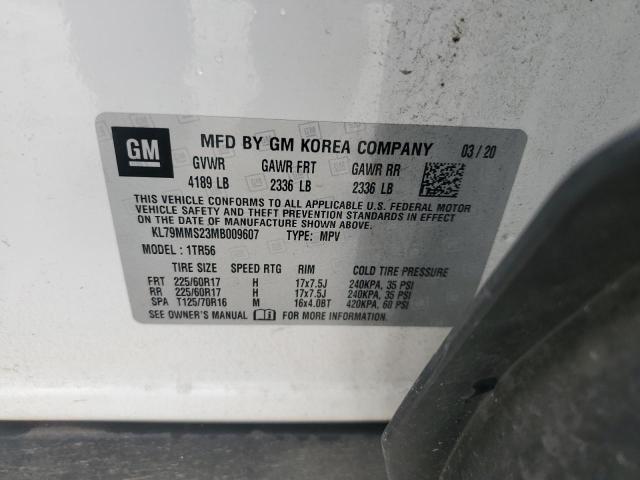 GM MFD BY GM KOREA COMPANY 03/20
GVWR GAWR FRT GAWR RR
4189 LB 2336 LB 2336 LB
THIS VEHICLE CONFORMS TO ALL APPLICABLE U.S. FEDERAL MOTOR
VEHICLE SAFETY AND THEFT PREVENTION STANDARDS IN EFFECT
ON THE DATE OF MANUFACTURE SHOWN ABOVE.
KL79MMS23MB009607 TYPE: MPV
MODEL: 1TR56
TIRE SIZE SPEED RTG RIM COLD TIRE PRESSURE
FRT 225/60R17 H 17x7.5J 240KPA, 35 PSI
RR 225/60R17 H 17x7.5J 240KPA, 35 PSI
SPA T125/70R16 M 16x4.0BT 420KPA, 60 PSI
SEE OWNER'S MANUAL FOR MORE INFORMATION.